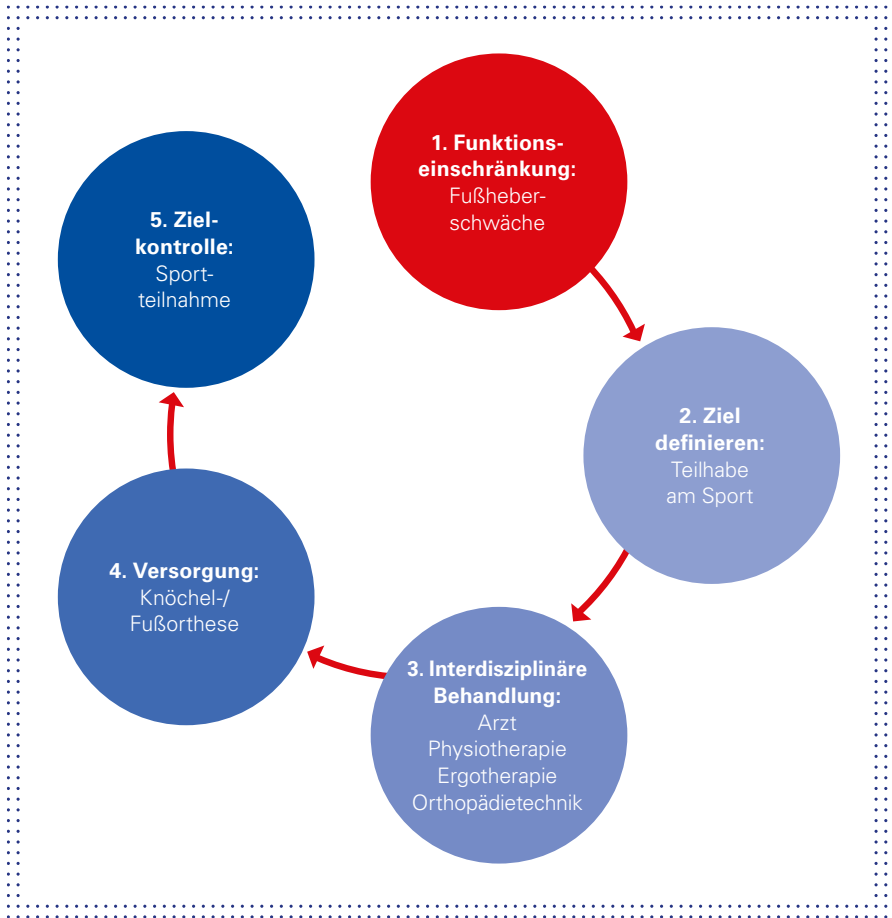 1. Funktions-
einschränkung:
Fußheber-
schwäche
2. Ziel
definieren:
Teilhabe
am Sport
3. Interdisziplinäre
Behandlung:
Arzt
Physiotherapie
Ergotherapie
Orthopädietechnik
4. Versorgung:
Knöchel-/
Fußorthese
5. Ziel-
kontrolle:
Sport-
teilnahme